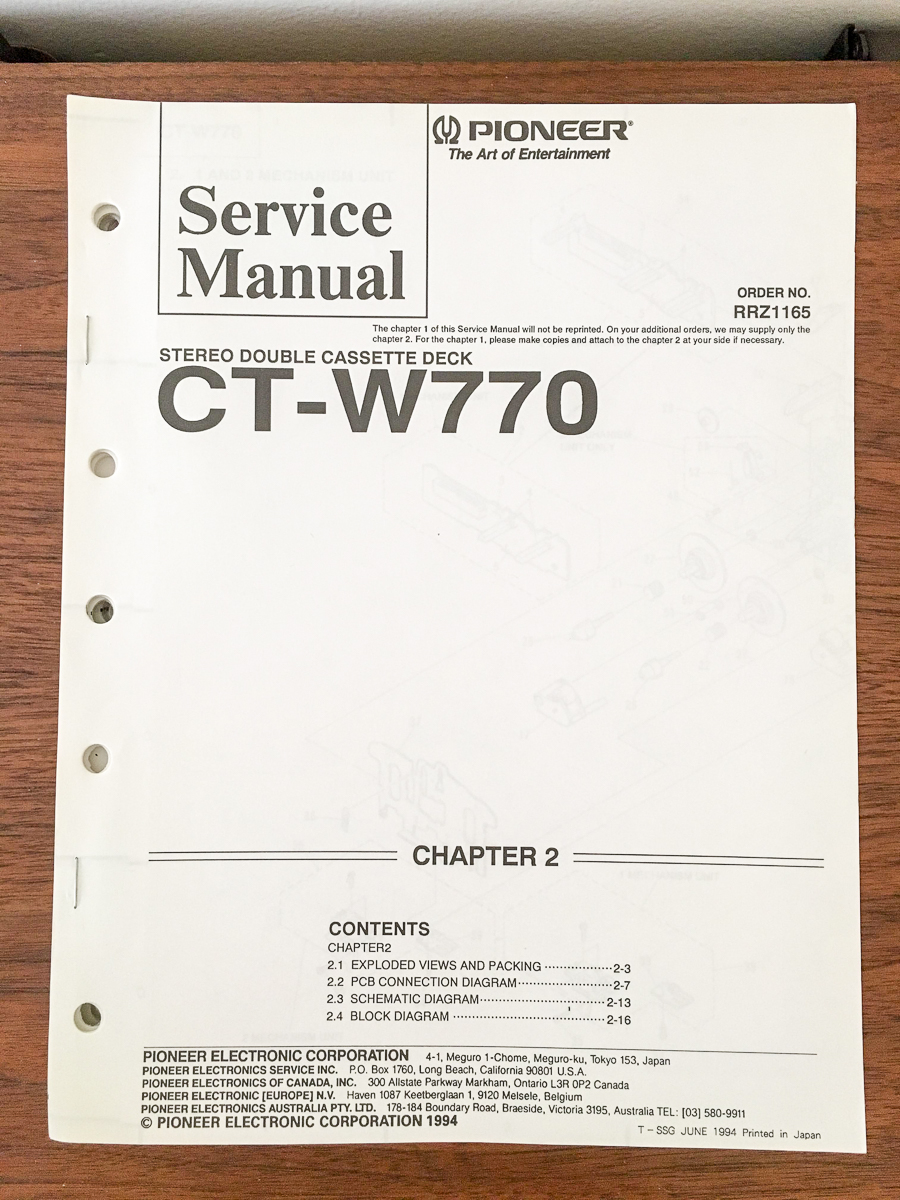 PIONEER®
The Art of Entertainment
Service
Manual
ORDER NO.
RRZ1165
The chapter 1 of this Service Manual will not be reprinted. On your additional orders, we may supply only the
chapter 2. For the chapter 1, please make copies and attach to the chapter 2 at your side if necessary.
STEREO DOUBLE CASSETTE DECK
CT-W770
CHAPTER 2
CONTENTS
CHAPTER2
2.1 EXPLODED VIEWS AND PACKING ·················· 2-3
2.2 PCB CONNECTION DIAGRAM ························· 2-7
2.3 SCHEMATIC DIAGRAM ································· 2-13
2.4 BLOCK DIAGRAM ········································ 2-16
PIONEER ELECTRONIC CORPORATION 4-1, Meguro 1-Chome, Meguro-ku, Tokyo 153, Japan
PIONEER ELECTRONICS SERVICE INC. P.O. Box 1760, Long Beach, California 90801 U.S.A.
PIONEER ELECTRONICS OF CANADA, INC. 300 Allstate Parkway Markham, Ontario L3R 0P2 Canada
PIONEER ELECTRONIC [EUROPE] N.V. Haven 1087 Keetberglaan 1, 9120 Melsele, Belgium
PIONEER ELECTRONICS AUSTRALIA PTY. LTD. 178-184 Boundary Road, Braeside, Victoria 3195, Australia TEL: [03] 580-9911
© PIONEER ELECTRONIC CORPORATION 1994
T – SSG JUNE 1994 Printed in Japan